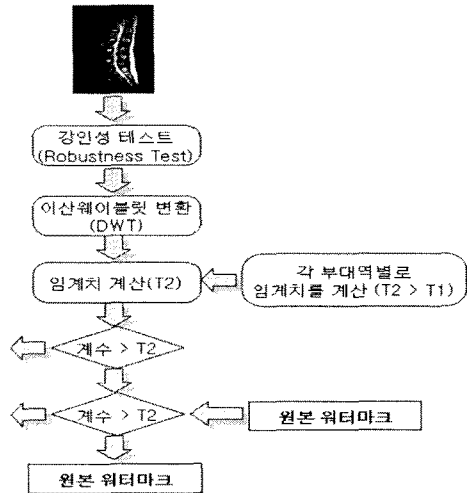 강인성 테스트
(Robustness Test)
이산웨이블릿 변환
(DWT)
임계치 계산(T2)
각 부대역별로
임계치를 계산 (T2 > T1)
계수 > T2
계수 > T2
원본 워터마크
원본 워터마크